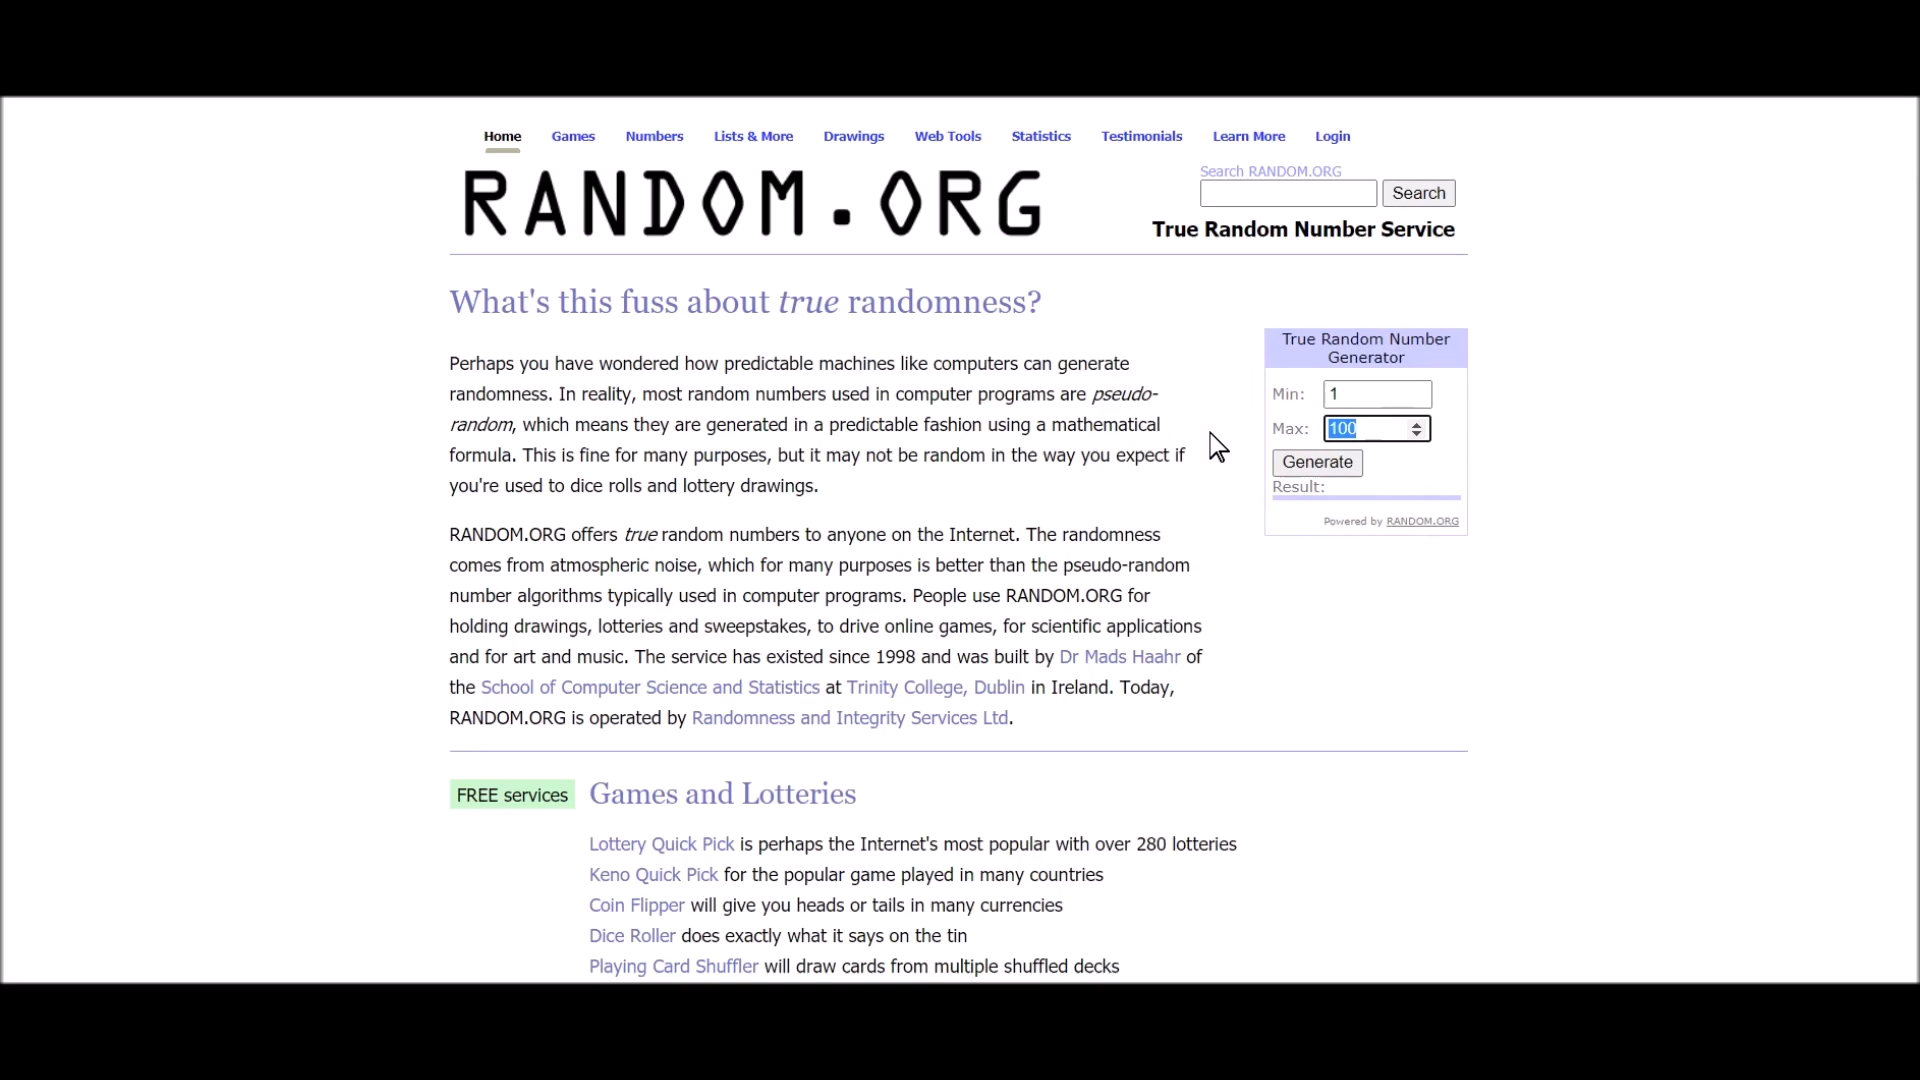 Home Games Numbers Lists & More Drawings Web Tools Statistics Testimonials Learn More Login
RANDOM.ORG
Search RANDOM.ORG
Search
True Random Number Service
What's this fuss about true randomness?
Perhaps you have wondered how predictable machines like computers can generate
randomness. In reality, most random numbers used in computer programs are pseudo-
random, which means they are generated in a predictable fashion using a mathematical
formula. This is fine for many purposes, but it may not be random in the way you expect if
you're used to dice rolls and lottery drawings.
RANDOM.ORG offers true random numbers to anyone on the Internet. The randomness
comes from atmospheric noise, which for many purposes is better than the pseudo-random
number algorithms typically used in computer programs. People use RANDOM.ORG for
holding drawings, lotteries and sweepstakes, to drive online games, for scientific applications
and for art and music. The service has existed since 1998 and was built by Dr Mads Haahr of
the School of Computer Science and Statistics at Trinity College, Dublin in Ireland. Today,
RANDOM.ORG is operated by Randomness and Integrity Services Ltd.
True Random Number
Generator
Min: 1
Max: 100
Generate
Result:
Powered by RANDOM.ORG
FREE services
Games and Lotteries
Lottery Quick Pick is perhaps the Internet's most popular with over 280 lotteries
Keno Quick Pick for the popular game played in many countries
Coin Flipper will give you heads or tails in many currencies
Dice Roller does exactly what it says on the tin
Playing Card Shuffler will draw cards from multiple shuffled decks